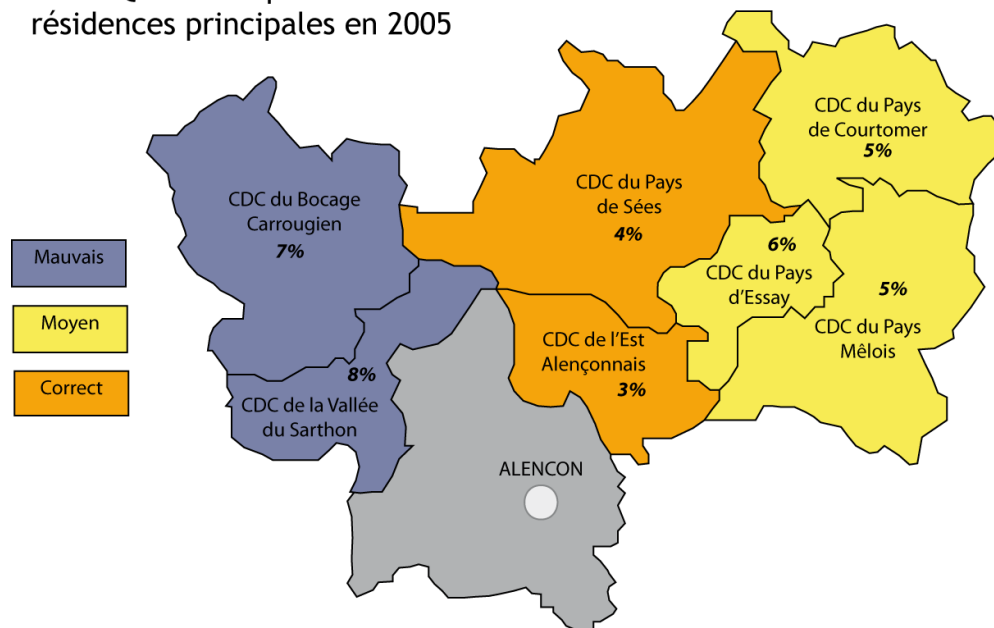 résidences principales en 2005
CDC du Pays
de Courtomer
5%
CDC du Pays
de Sées
4%
CDC du Bocage
Carrougien
7%
Mauvais
6%
CDC du Pays
d'Essay
5%
CDC du Pays
Mêlois
Moyen
CDC de l'Est
Alençonnais
3%
Correct
8%
CDC de la Vallée
du Sarthon
ALENCON